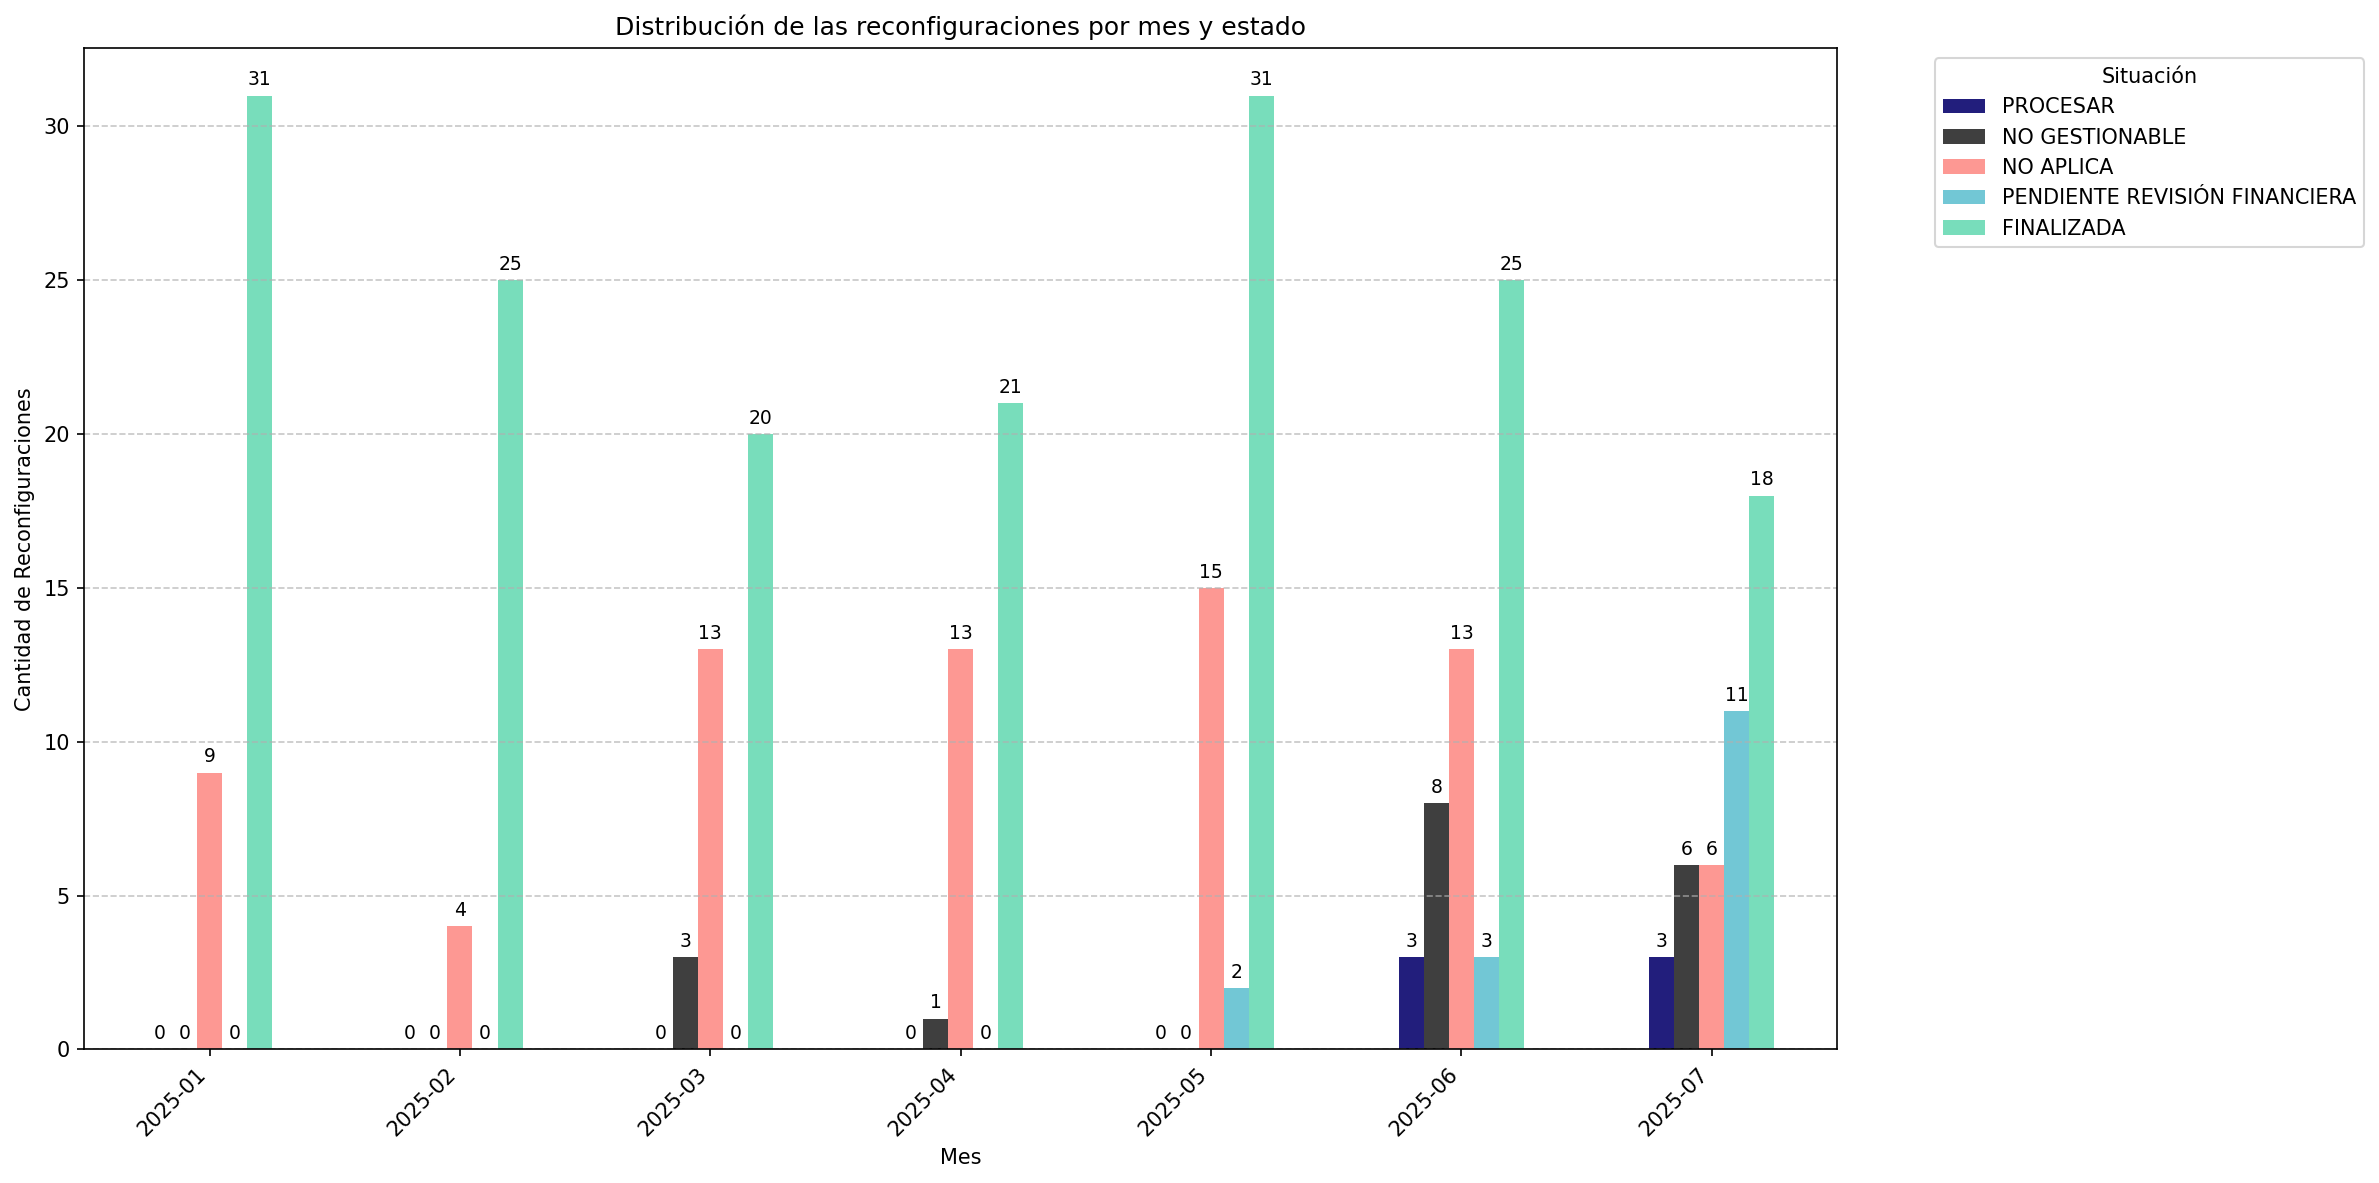 Distribución de las reconfiguraciones por mes y estado
Situación
PROCESAR
NO GESTIONABLE
NO APLICA
PENDIENTE REVISIÓN FINANCIERA
FINALIZADA
Cantidad de Reconfiguraciones
30
25
20
15
10
5
0
0 0 9 0 31
0 0 4 0 25
0 3 13 0 20
0 1 13 0 21
0 0 15 2 31
3 8 13 3 25
3 6 6 11 18
2025-01
2025-02
2025-03
2025-04
2025-05
2025-06
2025-07
Mes